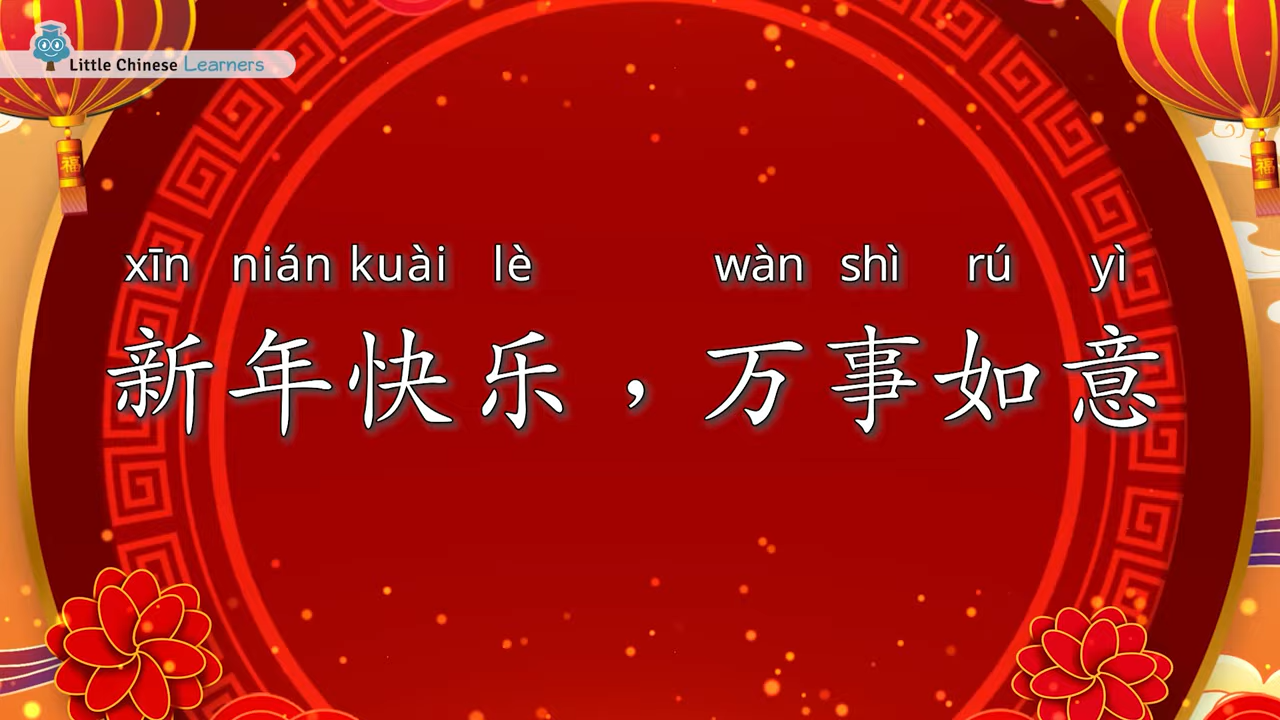 Little Chinese Learners
福
福
xīn nián kuài lè wàn shì rú yì
新年快乐，万事如意